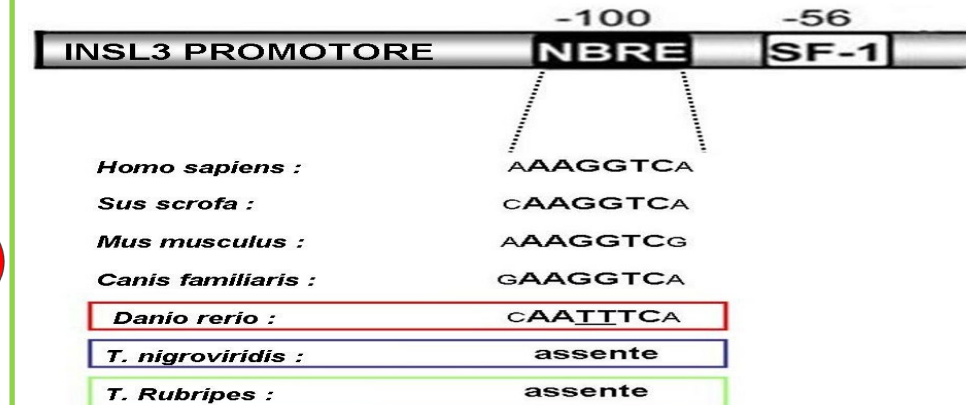 -100 -56
INSL3 PROMOTORE NBRE SF-1
Homo sapiens : AAAGGTCA
Sus scrofa : CAAGGTCA
Mus musculus : AAAGGTCG
Canis familiaris : GAAGGTCA
Danio rerio : CAATTTCA
T. nigroviridis : assente
T. Rubripes : assente